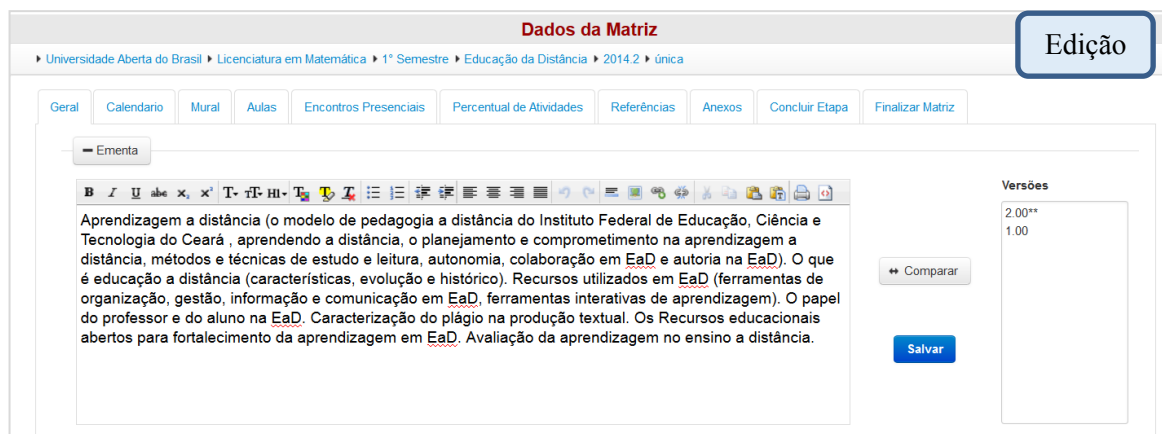 Dados da Matriz
Edição
Universidade Aberta do Brasil Licenciatura em Matemática 1° Semestre Educação da Distância 2014.2 única
Geral Calendario Mural Aulas Encontros Presenciais Percentual de Atividades Referências Anexos Concluir Etapa Finalizar Matriz
Ementa
Aprendizagem a distância (o modelo de pedagogia a distância do Instituto Federal de Educação, Ciência e
Tecnologia do Ceará , aprendendo a distância, o planejamento e comprometimento na aprendizagem a
distância, métodos e técnicas de estudo e leitura, autonomia, colaboração em EaD e autoria na EaD). O que
é educação a distância (características, evolução e histórico). Recursos utilizados em EaD (ferramentas de
organização, gestão, informação e comunicação em EaD, ferramentas interativas de aprendizagem). O papel
do professor e do aluno na EaD. Caracterização do plágio na produção textual. Os Recursos educacionais
abertos para fortalecimento da aprendizagem em EaD. Avaliação da aprendizagem no ensino a distância.
Comparar
Salvar
Versões
2.00**
1.00